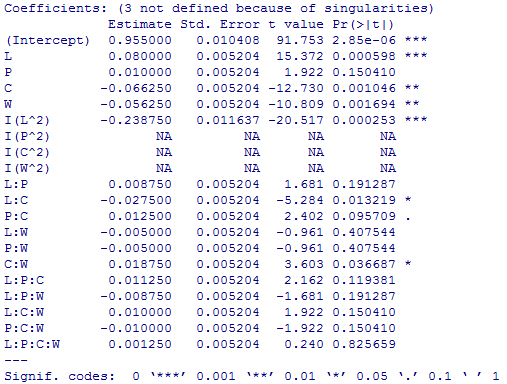 Coefficients: (3 not defined because of singularities)
             Estimate Std. Error t value Pr(>|t|)
(Intercept)  0.955000   0.010408  91.753 2.85e-06 ***
L            0.080000   0.005204  15.372 0.000598 ***
P            0.010000   0.005204   1.922 0.150410
C           -0.066250   0.005204 -12.730 0.001046 **
W           -0.056250   0.005204 -10.809 0.001694 **
I(L^2)      -0.238750   0.011637 -20.517 0.000253 ***
I(P^2)             NA         NA      NA       NA
I(C^2)             NA         NA      NA       NA
I(W^2)             NA         NA      NA       NA
L:P          0.008750   0.005204   1.681 0.191287
L:C         -0.027500   0.005204  -5.284 0.013219 *
P:C          0.012500   0.005204   2.402 0.095709 .
L:W         -0.005000   0.005204  -0.961 0.407544
P:W         -0.005000   0.005204  -0.961 0.407544
C:W          0.018750   0.005204   3.603 0.036687 *
L:P:C        0.011250   0.005204   2.162 0.119381
L:P:W       -0.008750   0.005204  -1.681 0.191287
L:C:W        0.010000   0.005204   1.922 0.150410
P:C:W       -0.010000   0.005204  -1.922 0.150410
L:P:C:W      0.001250   0.005204   0.240 0.825659
---
Signif. codes:  0 ‘***’ 0.001 ‘**’ 0.01 ‘*’ 0.05 ‘.’ 0.1 ‘ ’ 1